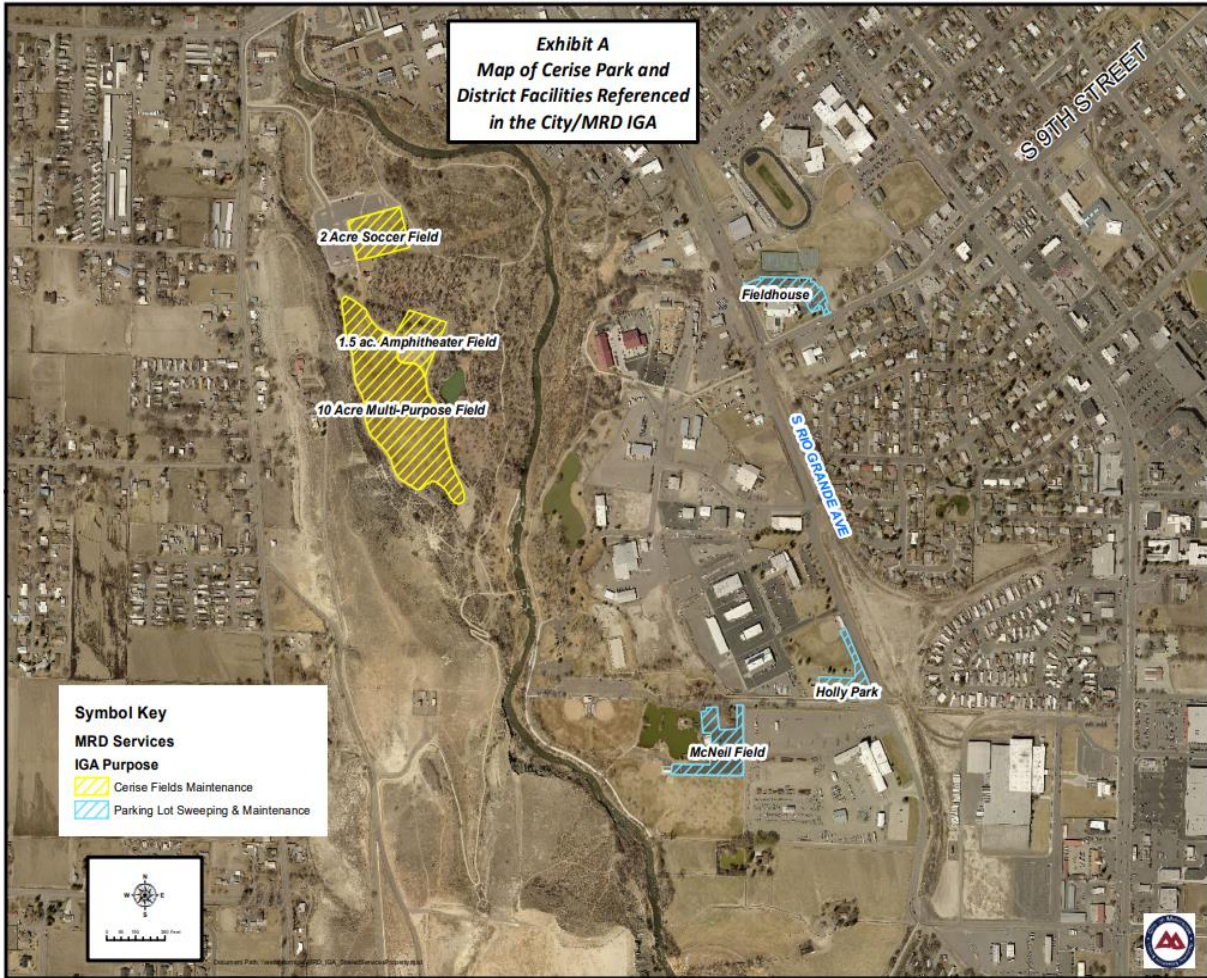 Exhibit A
Map of Cerise Park and
District Facilities Referenced
in the City/MRD IGA
S 9TH STREET
2 Acre Soccer Field
Fieldhouse
1.5 ac. Amphitheater Field
10 Acre Multi-Purpose Field
S RIO GRANDE AVE
Holly Park
McNeil Field
Symbol Key
MRD Services
IGA Purpose
Cerise Fields Maintenance
Parking Lot Sweeping & Maintenance
N
W E
S